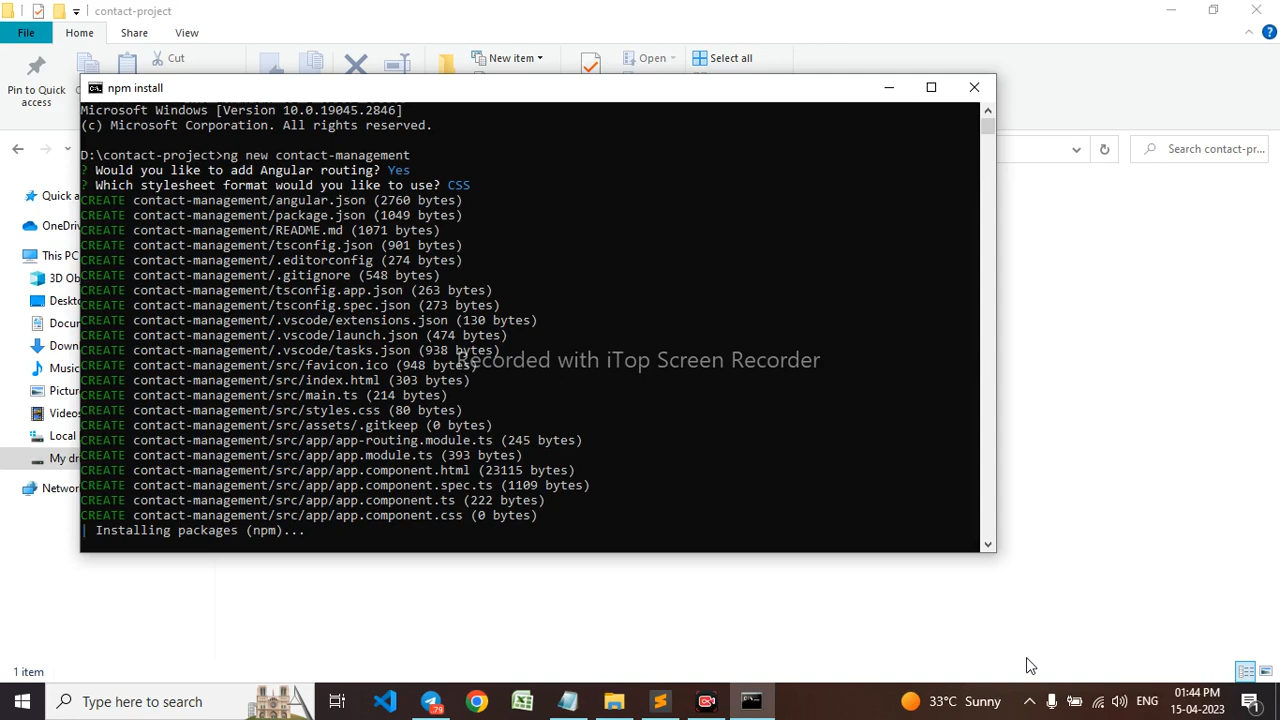 contact-project
File
Home
Share
View
Cut
New item
Open
Select all
Pin to Quick access
npm install
Microsoft Windows [Version 10.0.19045.2846]
(c) Microsoft Corporation. All rights reserved.
D:\contact-project>ng new contact-management
? Would you like to add Angular routing? Yes
? Which stylesheet format would you like to use? CSS
CREATE contact-management/angular.json (2760 bytes)
CREATE contact-management/package.json (1049 bytes)
CREATE contact-management/README.md (1071 bytes)
CREATE contact-management/tsconfig.json (901 bytes)
CREATE contact-management/.editorconfig (274 bytes)
CREATE contact-management/.gitignore (548 bytes)
CREATE contact-management/tsconfig.app.json (263 bytes)
CREATE contact-management/tsconfig.spec.json (273 bytes)
CREATE contact-management/.vscode/extensions.json (130 bytes)
CREATE contact-management/.vscode/launch.json (474 bytes)
CREATE contact-management/.vscode/tasks.json (938 bytes)
CREATE contact-management/src/favicon.ico (948 bytes)
CREATE contact-management/src/index.html (303 bytes)
CREATE contact-management/src/main.ts (214 bytes)
CREATE contact-management/src/styles.css (80 bytes)
CREATE contact-management/src/assets/.gitkeep (0 bytes)
CREATE contact-management/src/app/app-routing.module.ts (245 bytes)
CREATE contact-management/src/app/app.module.ts (393 bytes)
CREATE contact-management/src/app/app.component.html (23115 bytes)
CREATE contact-management/src/app/app.component.spec.ts (1109 bytes)
CREATE contact-management/src/app/app.component.ts (222 bytes)
CREATE contact-management/src/app/app.component.css (0 bytes)
| Installing packages (npm)...
Recorded with iTop Screen Recorder
Search contact-pr...
Quick a
OneDriv
This PC
3D Ob
Deskto
Docu
Down
Music
Pictur
Videos
Local
My dr
Networ
1 item
Type here to search
79
33°C Sunny
ENG
01:44 PM
15-04-2023
1